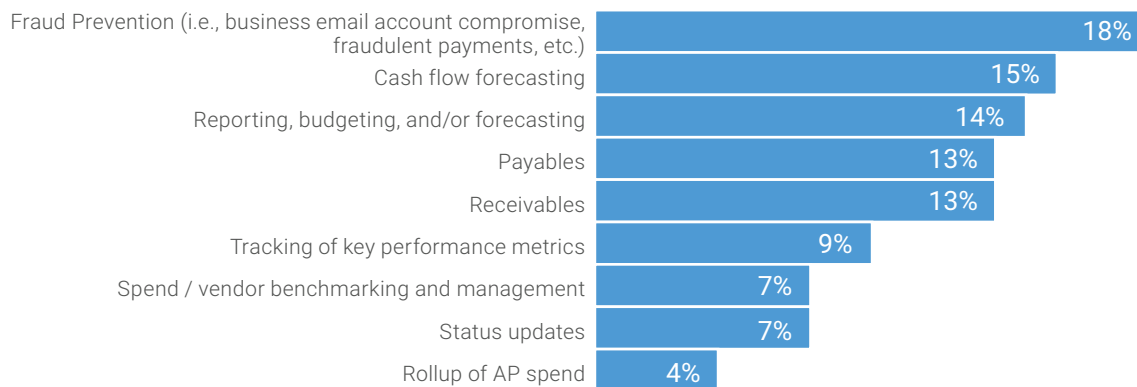 Fraud Prevention (i.e., business email account compromise,
fraudulent payments, etc.)
18%
Cash flow forecasting
15%
Reporting, budgeting, and/or forecasting
14%
Payables
13%
Receivables
13%
Tracking of key performance metrics
9%
Spend / vendor benchmarking and management
7%
Status updates
7%
Rollup of AP spend
4%